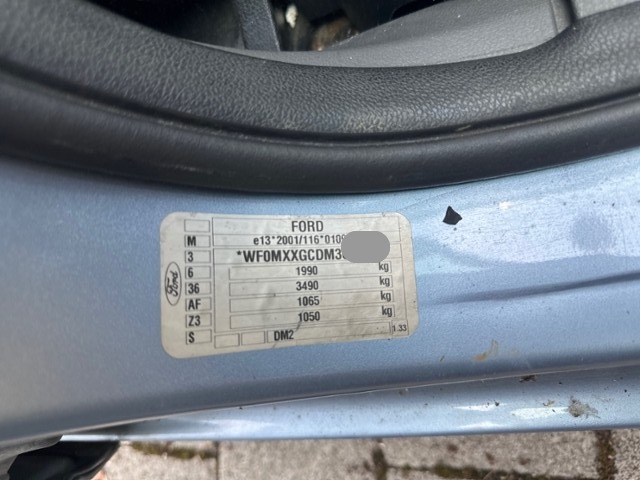 FORD
M e13*2001/116*010
3 *WF0MXXGCDM3
6 1990 kg
36 3490 kg
AF 1065 kg
Z3 1050 kg
S DM2 1.33
Ford